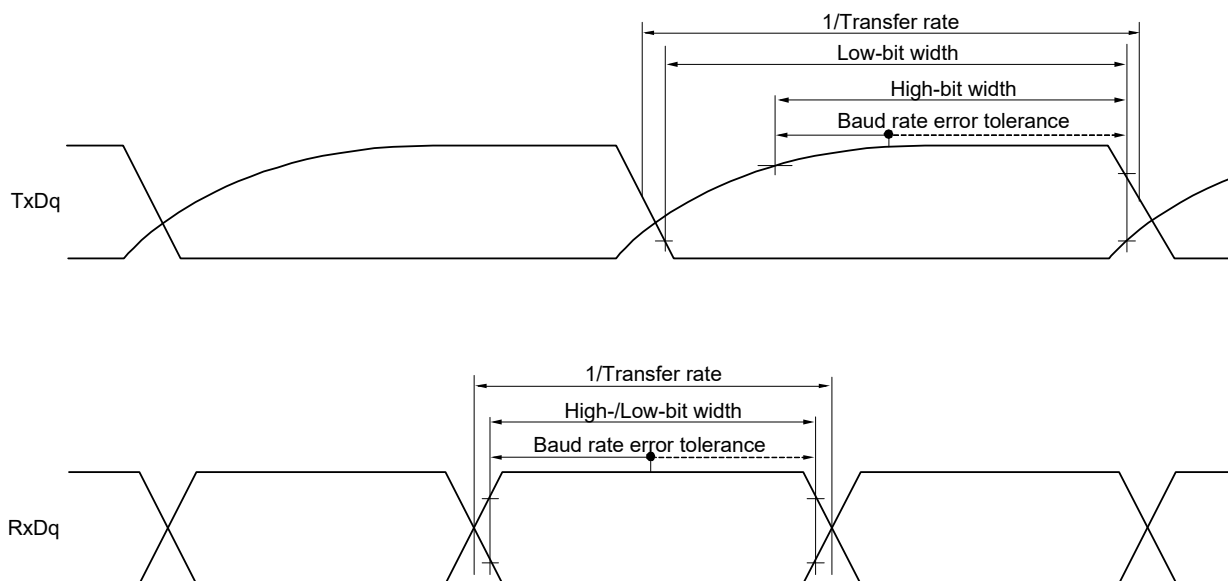 1/Transfer rate
Low-bit width
High-bit width
Baud rate error tolerance
TxDq
1/Transfer rate
High-/Low-bit width
Baud rate error tolerance
RxDq